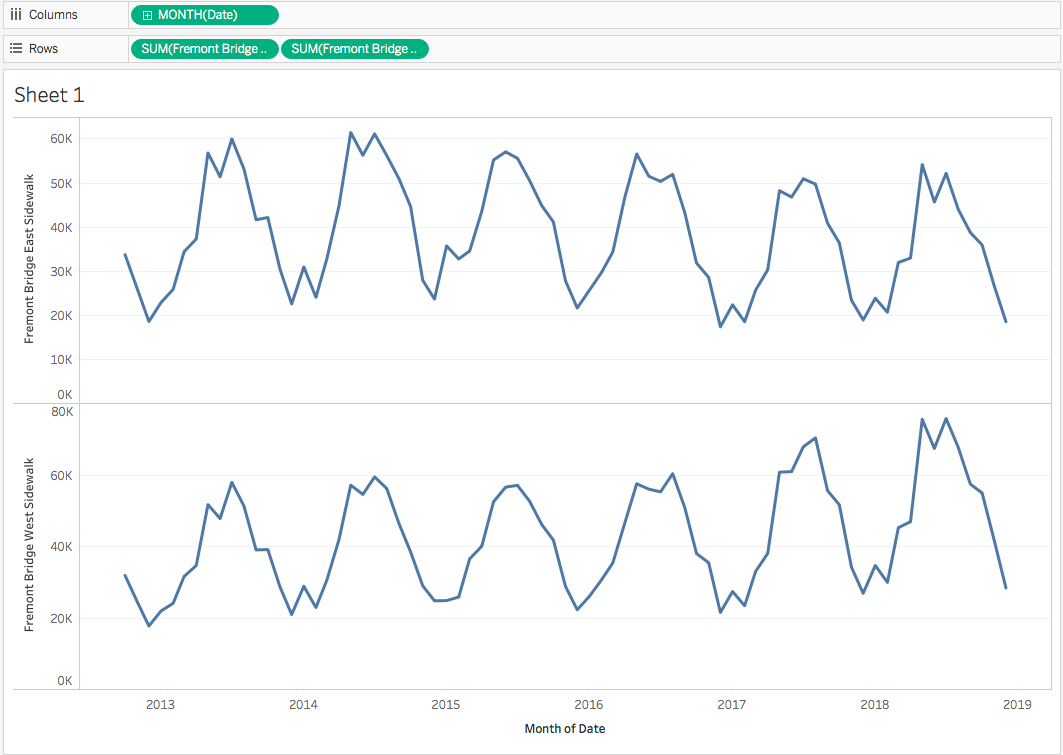 Columns
MONTH(Date)
Rows
SUM(Fremont Bridge ..
SUM(Fremont Bridge ..
Sheet 1
Fremont Bridge East Sidewalk
60K
50K
40K
30K
20K
10K
0K
Fremont Bridge West Sidewalk
80K
60K
40K
20K
0K
2013
2014
2015
2016
2017
2018
2019
Month of Date